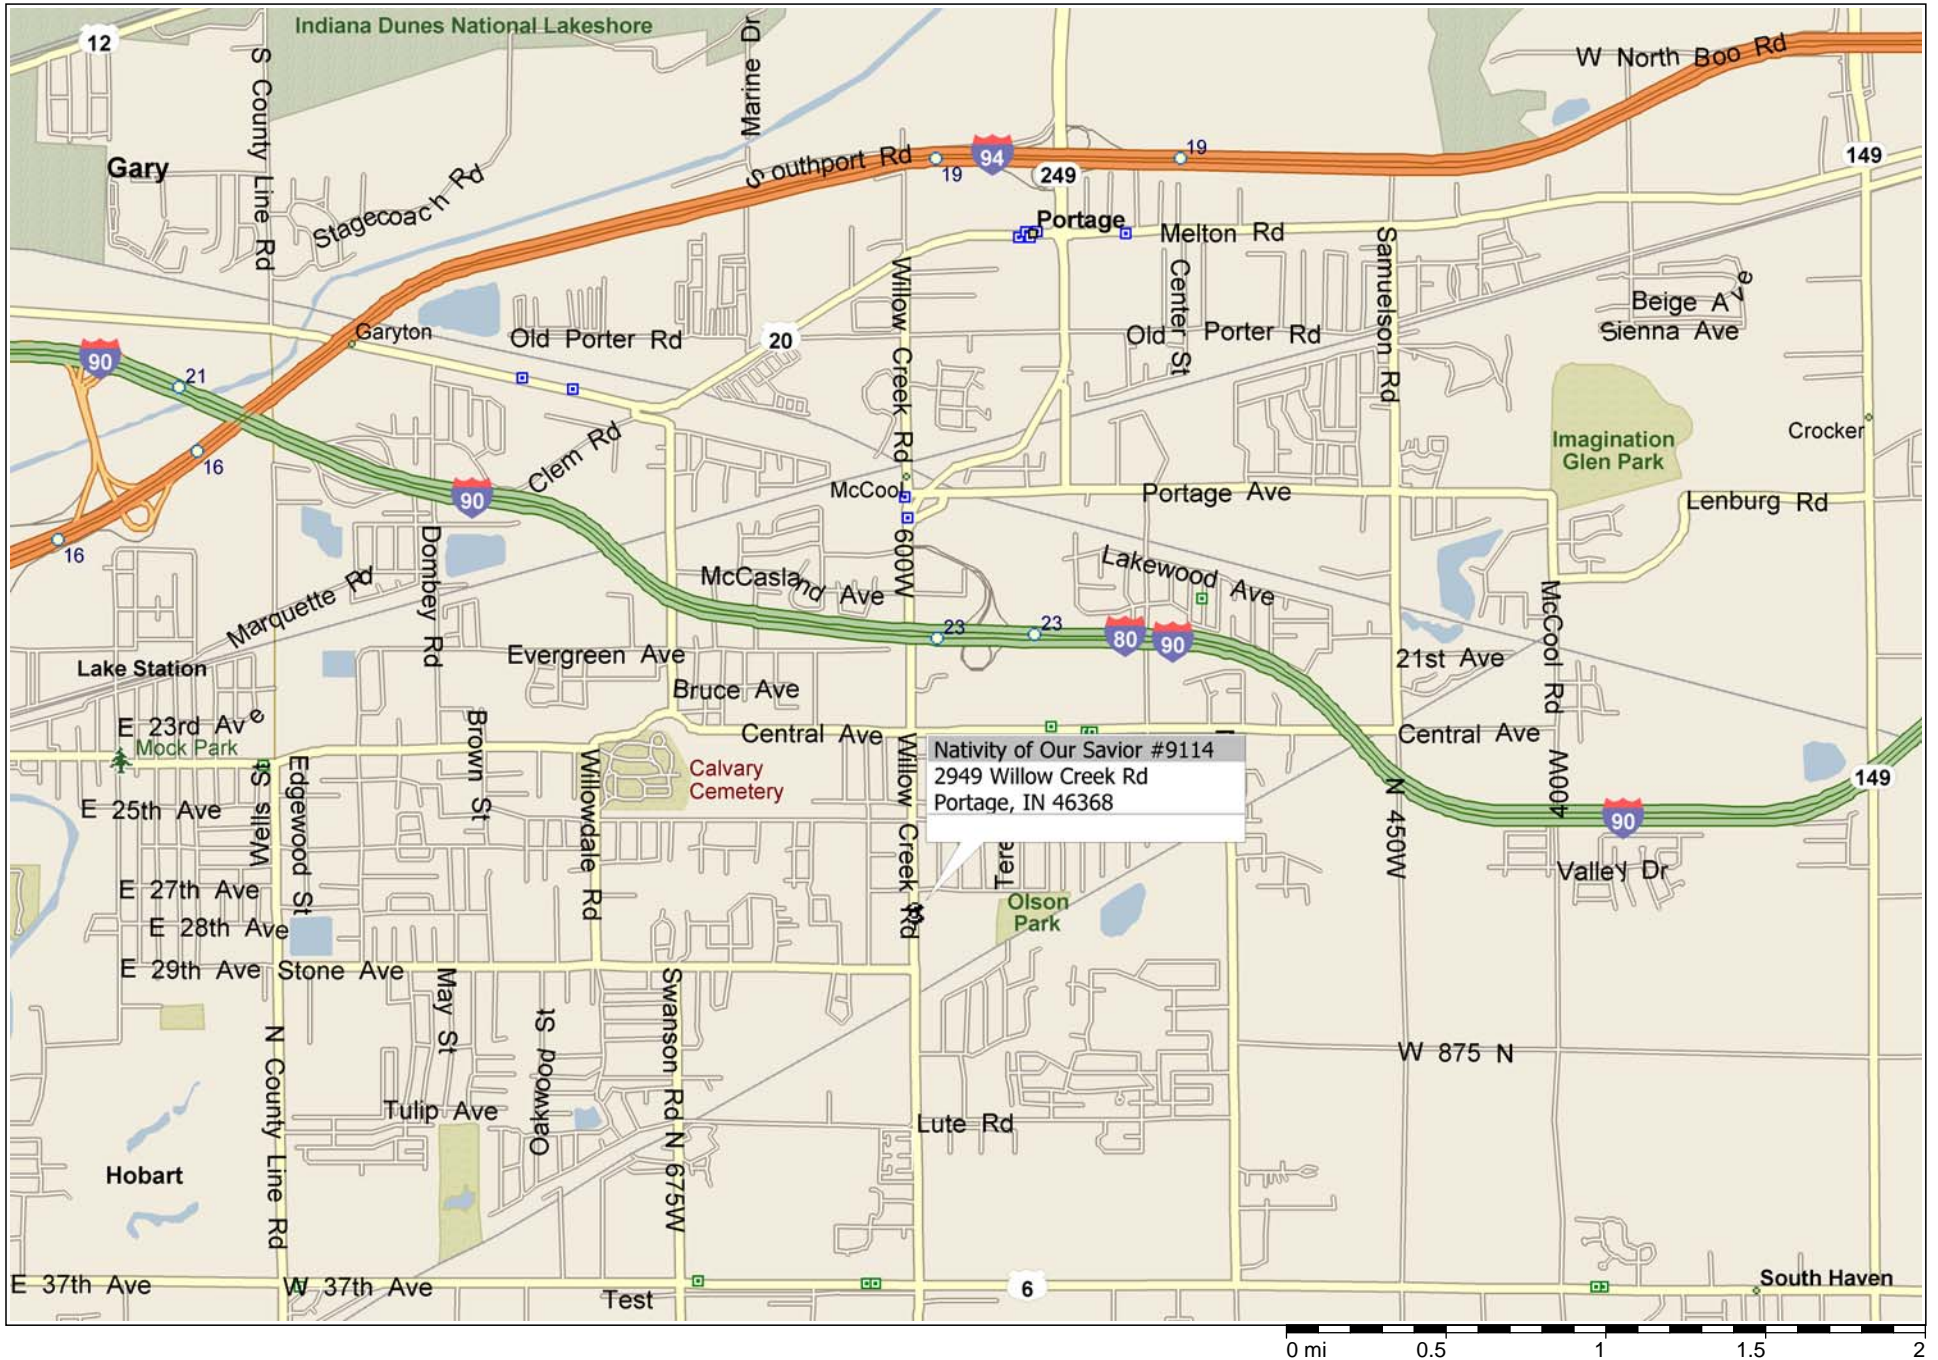 Indiana Dunes National Lakeshore
12
S County Line Rd
Marine Dr
W North Boo Rd
Gary
Stagecoach Rd
Southport Rd
94
19
19
249
149
Portage
Melton Rd
Willow Creek Rd
Center St
Samuelson Rd
Beige Ave
Sienna Ave
Garyton
Old Porter Rd
20
Old Porter Rd
90
21
16
16
Clem Rd
90
McCool
Portage Ave
Imagination
Glen Park
Crocker
Lenburg Rd
Dombey Rd
Marquette Rd
McCasland Ave
600W
Lakewood Ave
23
23
80
90
McCool Rd
Lake Station
Evergreen Ave
21st Ave
Bruce Ave
E 23rd Ave
Mock Park
Brown St
Central Ave
Central Ave
400W
149
Willow Creek Rd
Nativity of Our Savior #9114
2949 Willow Creek Rd
Portage, IN 46368
Calvary
Cemetery
Wells St
Edgewood St
Willowdale Rd
E 25th Ave
N 450W
90
Valley Dr
E 27th Ave
Olson
Park
E 28th Ave
E 29th Ave
Stone Ave
May St
Oakwood St
Swanson Rd
N 675W
N County Line Rd
W 875 N
Tulip Ave
Lute Rd
Hobart
E 37th Ave
W 37th Ave
Test
6
South Haven
0 mi
0.5
1
1.5
2